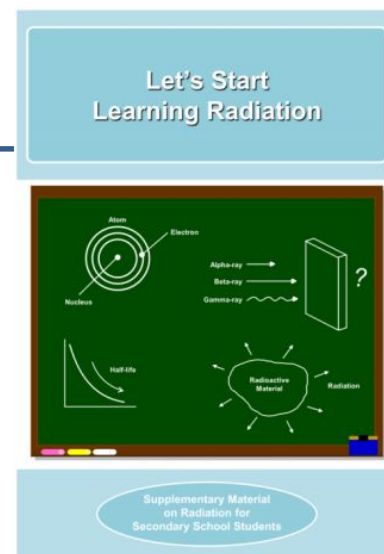 Let's Start
Learning Radiation
Atom
Electron
Nucleus
Alpha-ray
Beta-ray
Gamma-ray
?
Half-life
Radioactive
Material
Radiation
Supplementary Material
on Radiation for
Secondary School Students